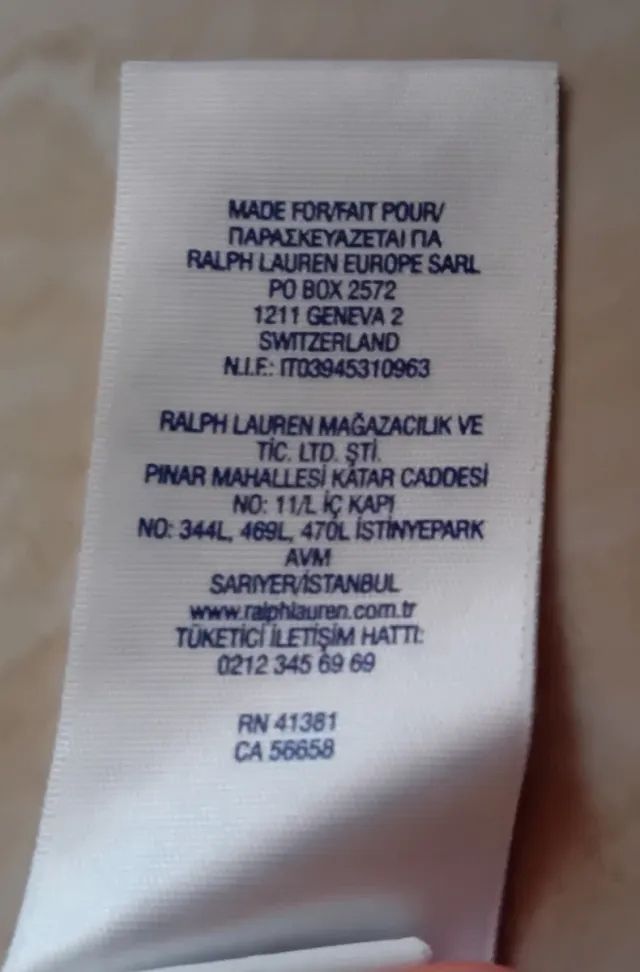 MADE FOR/FAIT POUR/
ΠΑΡΑΣΚΕΥΑΖΕΤΑΙ ΓΙΑ
RALPH LAUREN EUROPE SARL
PO BOX 2572
1211 GENEVA 2
SWITZERLAND
N.I.F.: IT03945310963
RALPH LAUREN MAĞAZACILIK VE
TİC. LTD. ŞTİ.
PINAR MAHALLESİ KATAR CADDESİ
NO: 11/L İÇ KAPI
NO: 344L, 469L, 470L İSTİNYEPARK
AVM
SARIYER/İSTANBUL
www.ralphlauren.com.tr
TÜKETİCİ İLETİŞİM HATTI:
0212 345 69 69
RN 41381
CA 56658